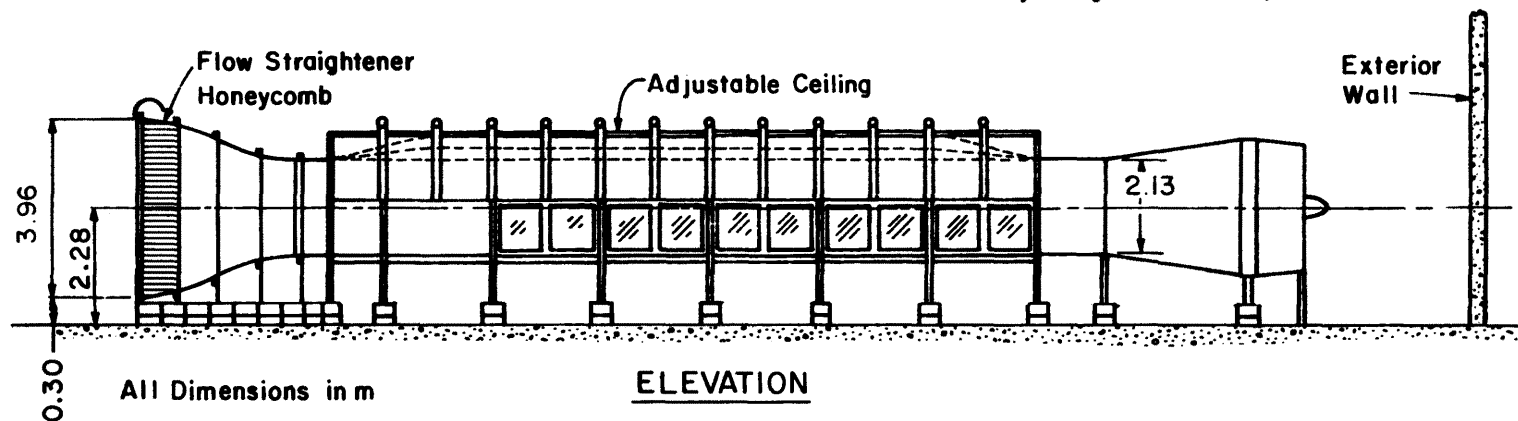 Flow Straightener
Honeycomb
Adjustable Ceiling
Exterior
Wall
3.96
2.28
2.13
0.30
All Dimensions in m
ELEVATION